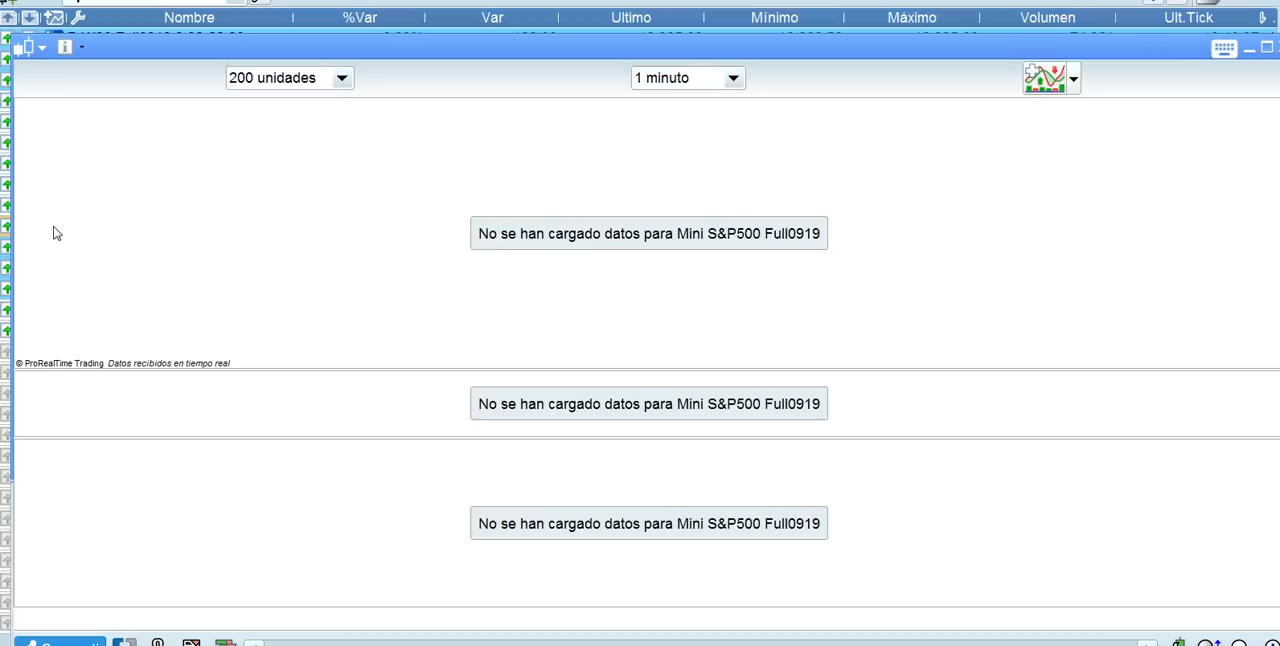 Nombre %Var Var Ultimo Mínimo Máximo Volumen Ult.Tick
200 unidades 1 minuto
No se han cargado datos para Mini S&P500 Full0919
© ProRealTime Trading Datos recibidos en tiempo real
No se han cargado datos para Mini S&P500 Full0919
No se han cargado datos para Mini S&P500 Full0919